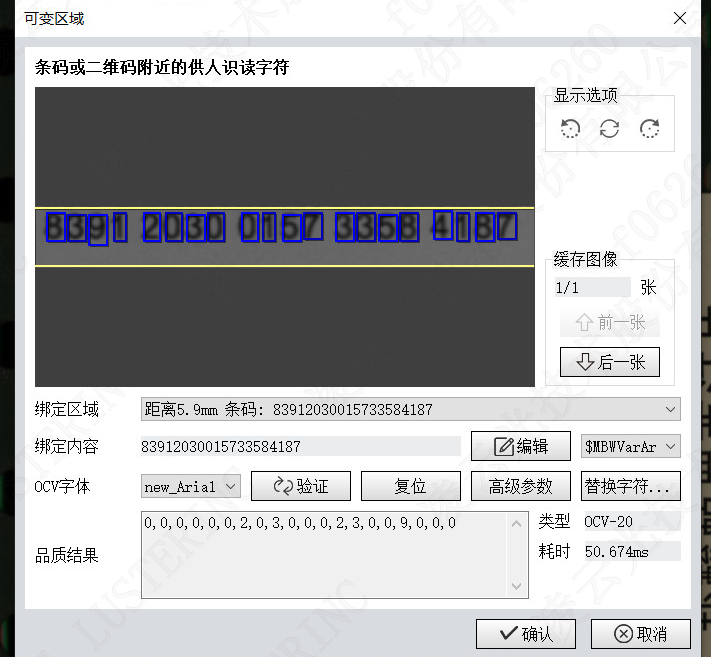 可变区域
条码或二维码附近的供人识读字符
显示选项
8391 2030 0157 3358 4187
缓存图像
1/1 张
前一张
后一张
绑定区域 距离5.9mm 条码: 83912030015733584187
绑定内容 83912030015733584187 编辑 $MBWVarAr
OCV字体 new_Arial 验证 复位 高级参数 替换字符...
品质结果 0,0,0,0,0,0,2,0,3,0,0,0,2,3,0,0,9,0,0,0
类型 OCV-20
耗时 50.674ms
确认 取消
LUSTERINC